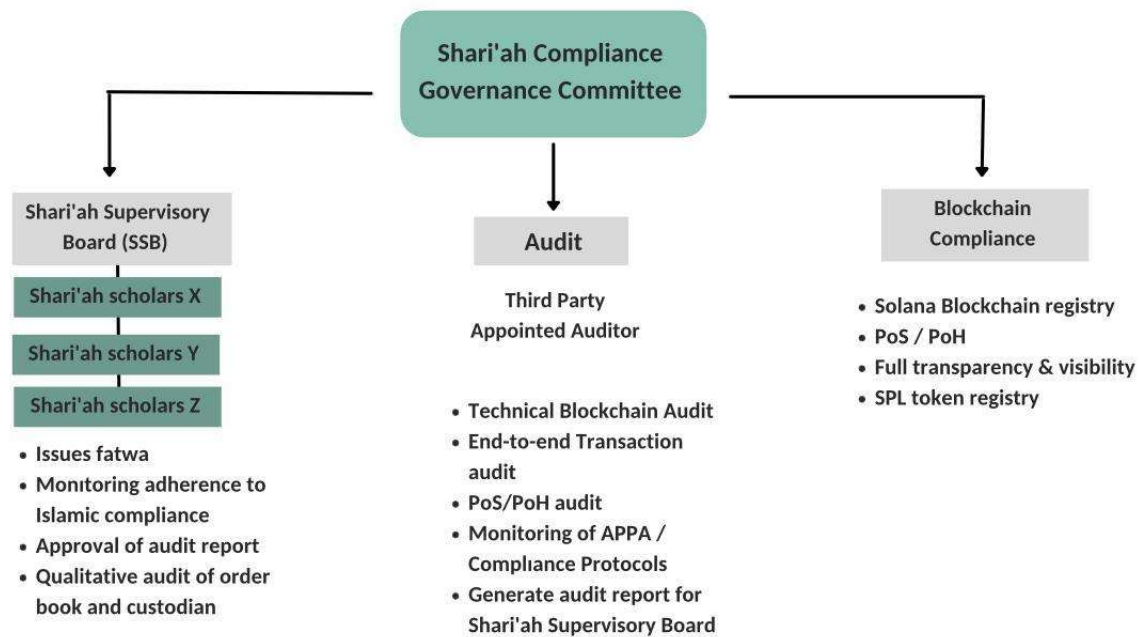 Shari'ah Compliance
Governance Committee
Shari'ah Supervisory
Board (SSB)
Shari'ah scholars X
Shari'ah scholars Y
Shari'ah scholars Z
• Issues fatwa
• Monitoring adherence to
Islamic compliance
• Approval of audit report
• Qualitative audit of order
book and custodian
Audit
Third Party
Appointed Auditor
• Technical Blockchain Audit
• End-to-end Transaction
audit
• PoS/PoH audit
• Monitoring of APPA /
Compliance Protocols
• Generate audit report for
Shari'ah Supervisory Board
Blockchain
Compliance
• Solana Blockchain registry
• PoS / PoH
• Full transparency & visibility
• SPL token registry